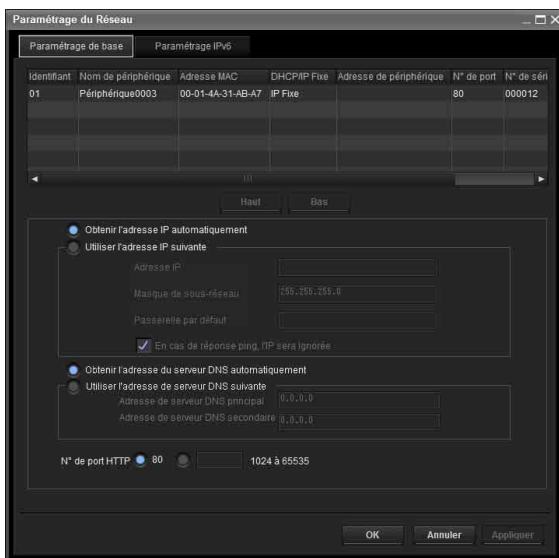 Paramétrage du Réseau
Paramétrage de base Paramétrage IPv6
Identifiant Nom de périphérique Adresse MAC DHCP/IP Fixe Adresse de périphérique N° de port N° de séri
01 Périphérique0003 00-01-4A-31-AB-A7 IP Fixe 80 000012
Haut Bas
Obtenir l'adresse IP automatiquement
Utiliser l'adresse IP suivante
Adresse IP
Masque de sous-réseau 255.255.255.0
Passerelle par défaut
En cas de réponse ping, l'IP sera ignorée
Obtenir l'adresse du serveur DNS automatiquement
Utiliser l'adresse de serveur DNS suivante
Adresse de serveur DNS principal 0.0.0.0
Adresse de serveur DNS secondaire 0.0.0.0
N° de port HTTP 80 1024 à 65535
OK Annuler Appliquer